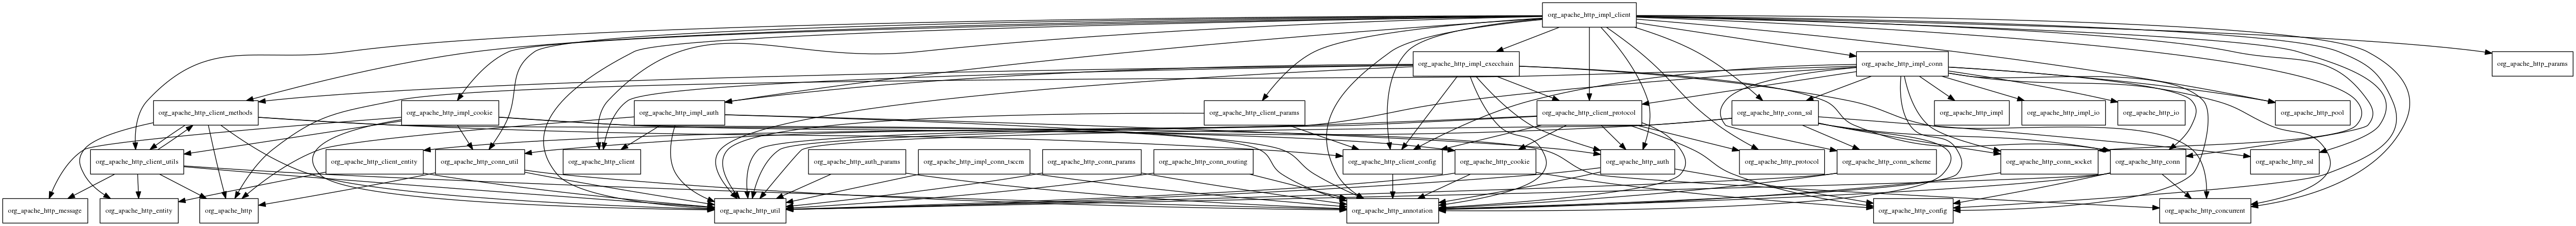 org_apache_http_impl_client
org_apache_http_impl_execchain
org_apache_http_impl_conn
org_apache_http_params
org_apache_http_client_methods
org_apache_http_impl_cookie
org_apache_http_impl_auth
org_apache_http_client_params
org_apache_http_client_protocol
org_apache_http_conn_ssl
org_apache_http_impl
org_apache_http_impl_io
org_apache_http_io
org_apache_http_pool
org_apache_http_client_utils
org_apache_http_client_entity
org_apache_http_conn_util
org_apache_http_client
org_apache_http_auth_params
org_apache_http_impl_conn_tsccm
org_apache_http_conn_params
org_apache_http_conn_routing
org_apache_http_client_config
org_apache_http_cookie
org_apache_http_auth
org_apache_http_protocol
org_apache_http_conn_scheme
org_apache_http_conn_socket
org_apache_http_conn
org_apache_http_ssl
org_apache_http_message
org_apache_http_entity
org_apache_http
org_apache_http_util
org_apache_http_annotation
org_apache_http_config
org_apache_http_concurrent